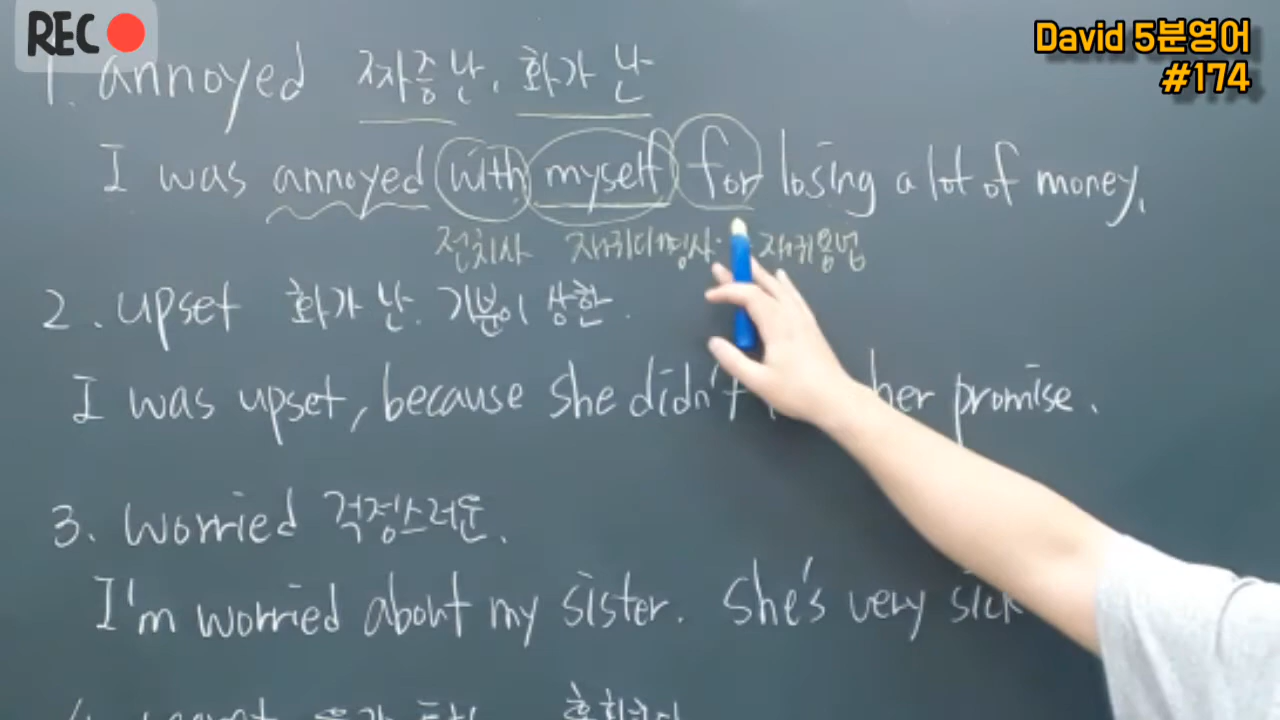 REC
David 5분영어
#174
1. annoyed 짜증난, 화가 난
I was annoyed with myself for losing a lot of money.
전치사 재귀대명사 : 재귀용법
2. upset 화가 난. 기분이 상한.
I was upset, because she didn't her promise.
3. worried 걱정스러운.
I'm worried about my sister. She's very sick